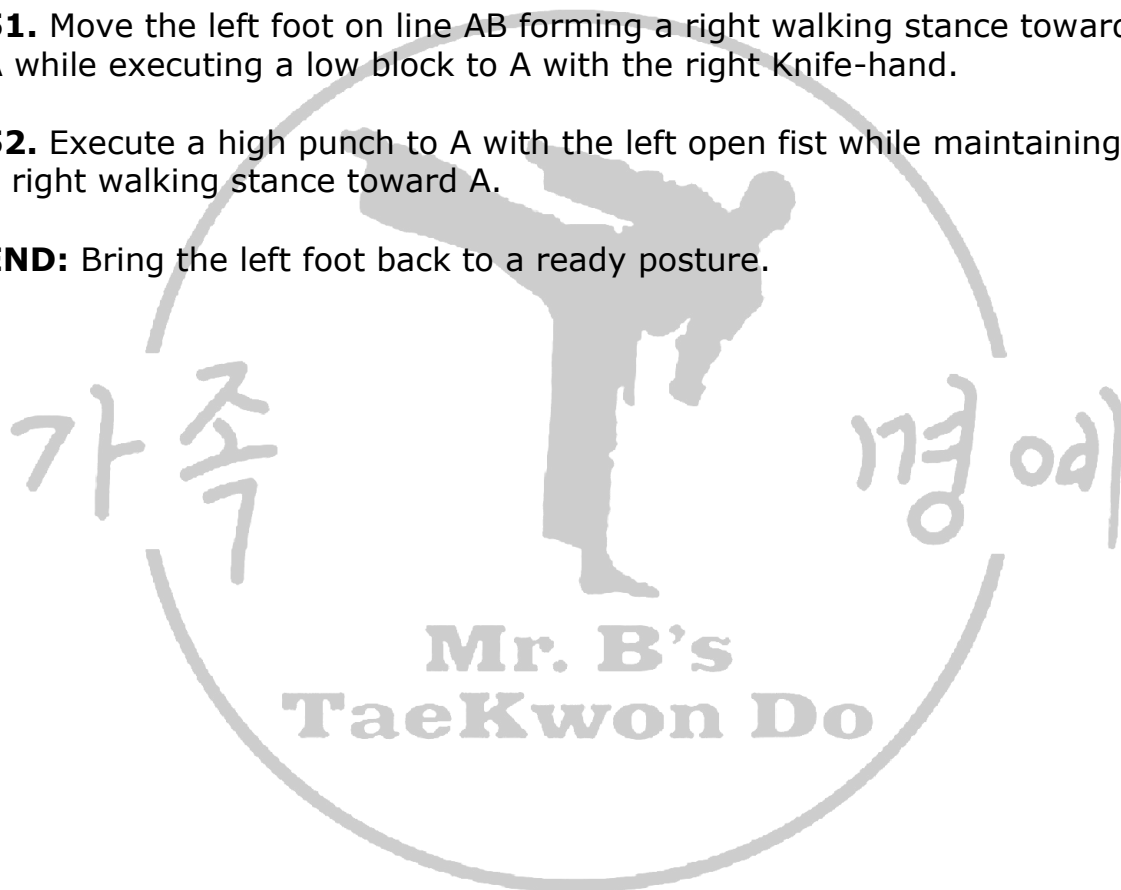 51. Move the left foot on line AB forming a right walking stance toward
A while executing a low block to A with the right Knife-hand.
52. Execute a high punch to A with the left open fist while maintaining
right walking stance toward A.
END: Bring the left foot back to a ready posture.
가족 명예
Mr. B's
TaeKwon Do